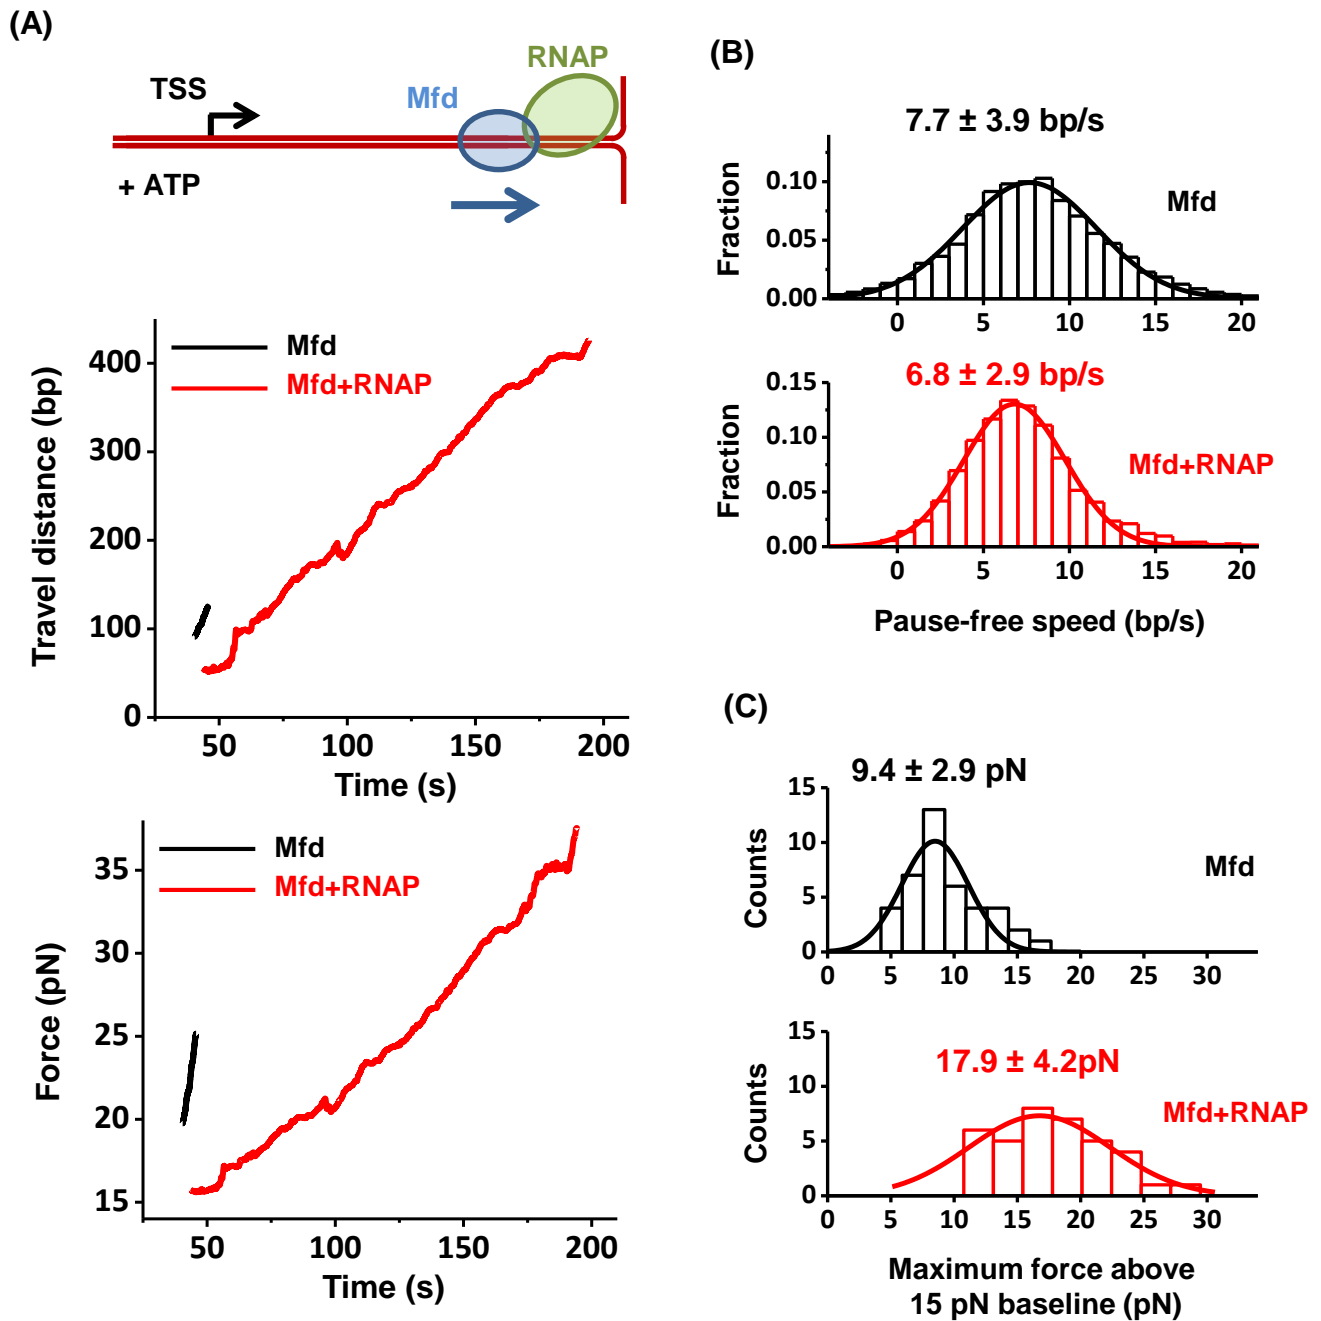 (A)
RNAP
TSS
Mfd
+ ATP
Mfd
Mfd+RNAP
400
300
200
100
0
Travel distance (bp)
50
100
150
200
Time (s)
Mfd
Mfd+RNAP
35
30
25
20
15
Force (pN)
50
100
150
200
Time (s)
(B)
7.7 ± 3.9 bp/s
Mfd
0.10
0.05
0.00
Fraction
0
5
10
15
20
6.8 ± 2.9 bp/s
Mfd+RNAP
0.15
0.10
0.05
0.00
Fraction
0
5
10
15
20
Pause-free speed (bp/s)
(C)
9.4 ± 2.9 pN
Mfd
15
10
5
0
Counts
0
5
10
15
20
25
30
17.9 ± 4.2pN
Mfd+RNAP
15
10
5
0
Counts
0
5
10
15
20
25
30
Maximum force above
15 pN baseline (pN)